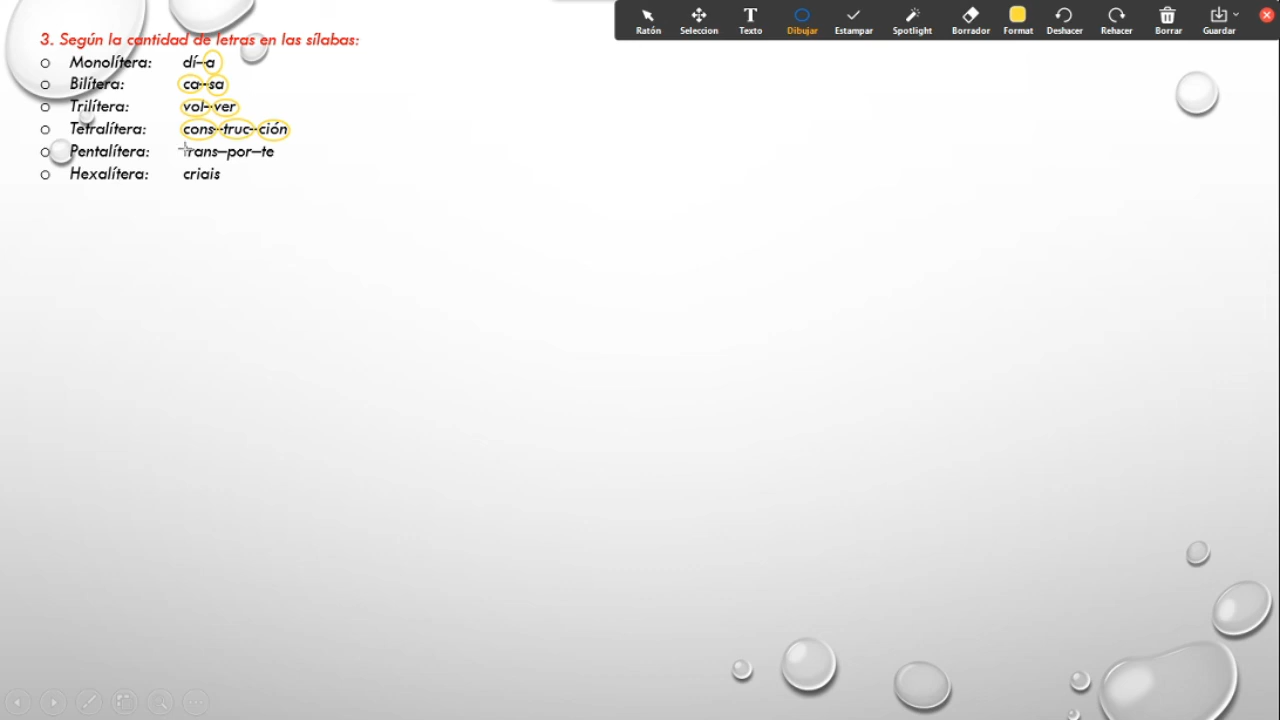 Ratón Seleccion Texto Dibujar Estampar Spotlight Borrador Format Deshacer Rehacer Borrar Guardar
3. Según la cantidad de letras en las sílabas:
Monolítera: dí–a
Bilítera: ca–sa
Trilítera: vol–ver
Tetralítera: cons–truc–ción
Pentalítera: trans–por–te
Hexalítera: criais